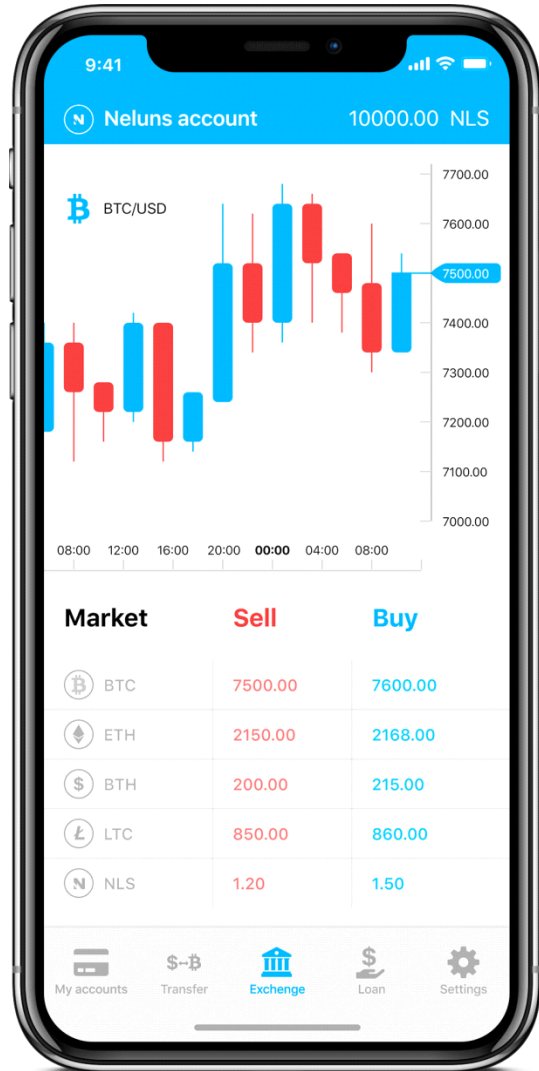 9:41
Neluns account 10000.00 NLS
BTC/USD
7700.00
7600.00
7500.00
7400.00
7300.00
7200.00
7100.00
7000.00
08:00 12:00 16:00 20:00 00:00 04:00 08:00
Market Sell Buy
BTC 7500.00 7600.00
ETH 2150.00 2168.00
BTH 200.00 215.00
LTC 850.00 860.00
NLS 1.20 1.50
My accounts Transfer Exchange Loan Settings